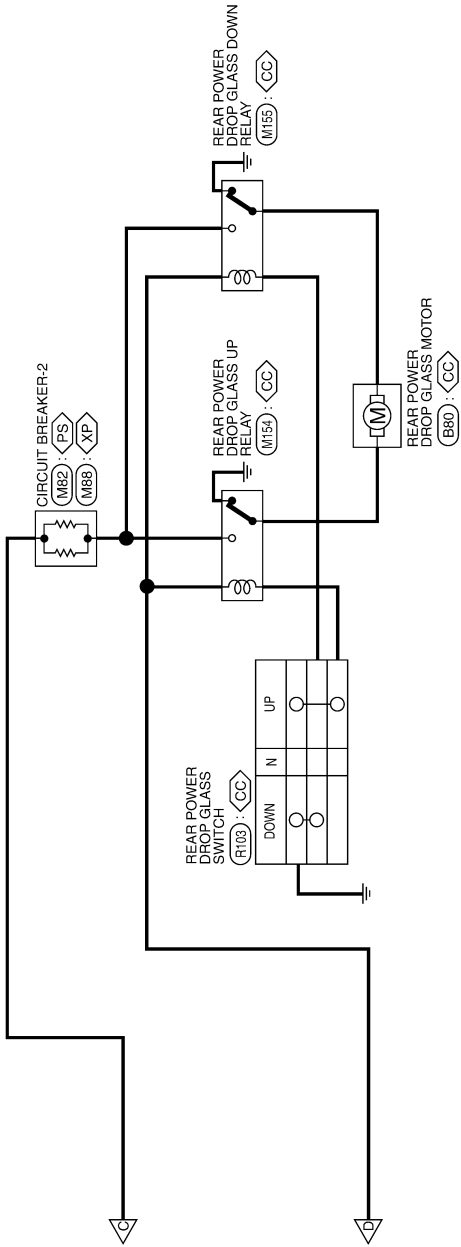 CIRCUIT BREAKER-2
M82 : PS
M88 : XP
REAR POWER
DROP GLASS DOWN
RELAY
M155 : CC
REAR POWER
DROP GLASS UP
RELAY
M154 : CC
REAR POWER
DROP GLASS
SWITCH
R103 : CC
DOWN N UP
M
REAR POWER
DROP GLASS MOTOR
B80 : CC
C
D